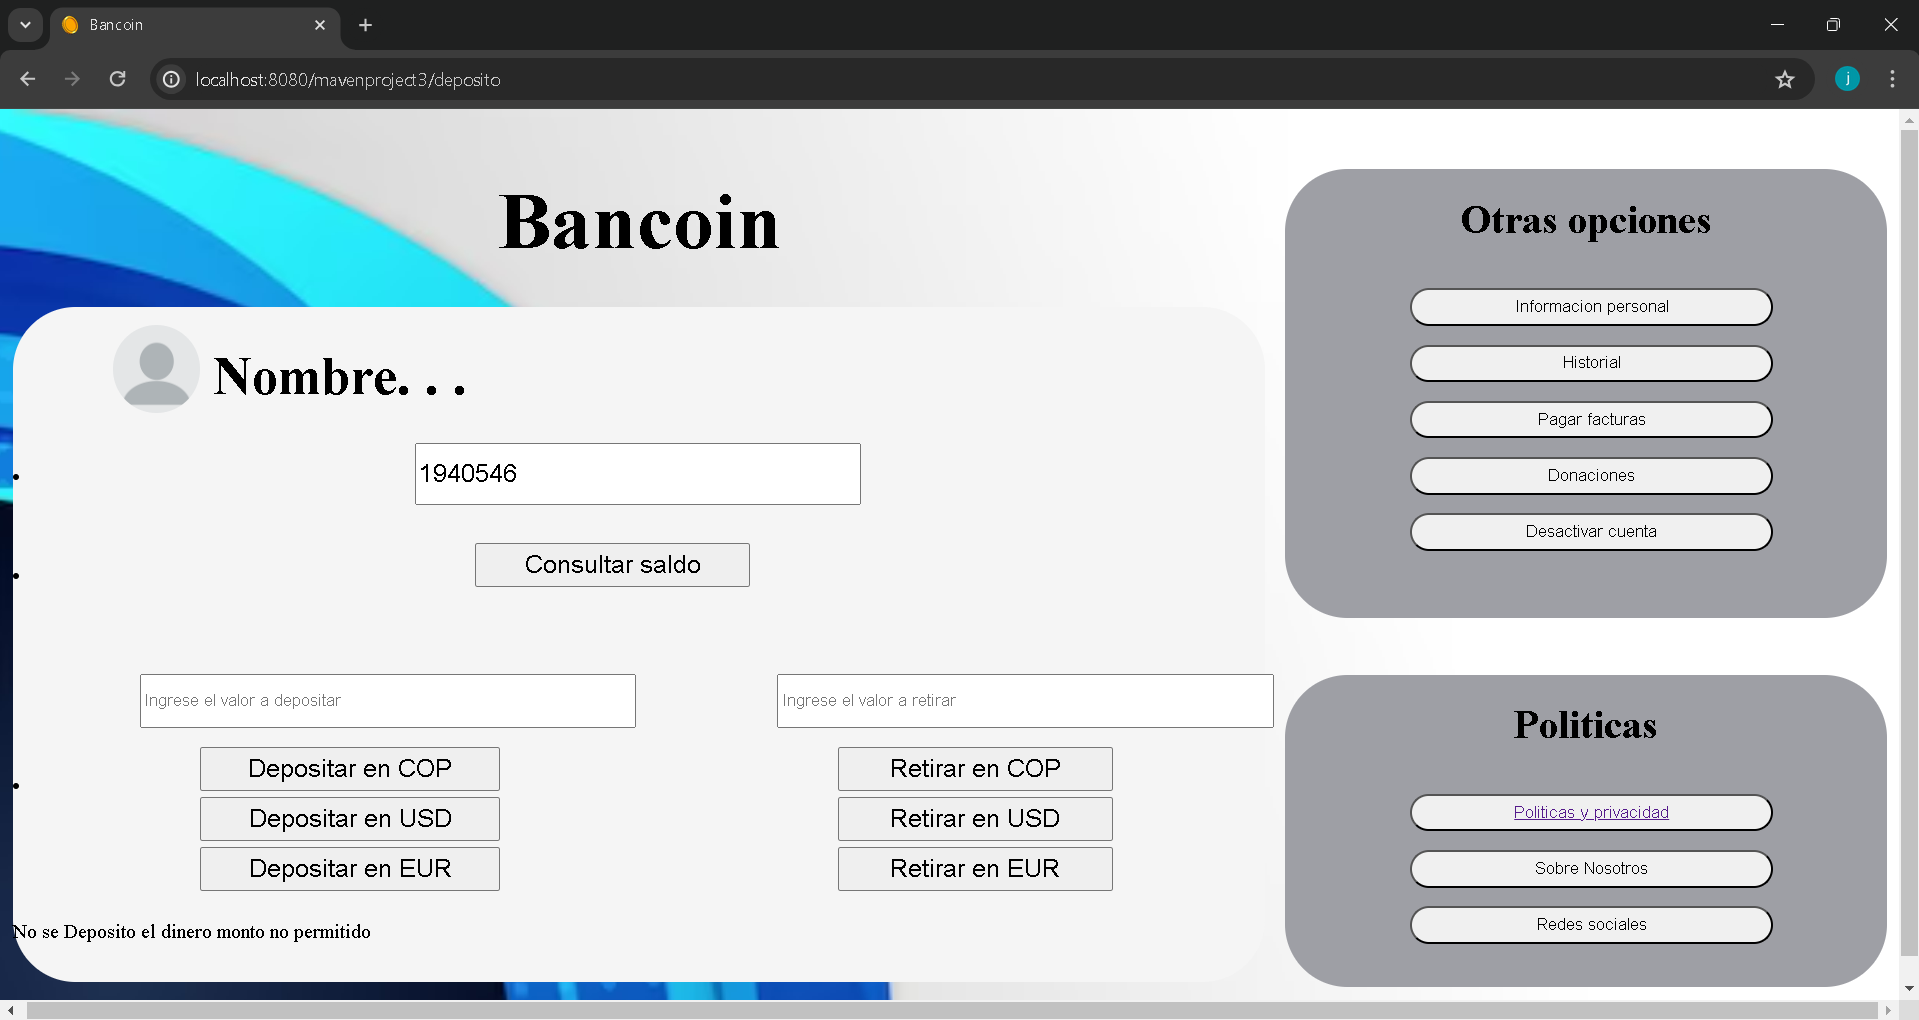 Bancoin
localhost:8080/mavenproject3/deposito
j
Bancoin
Nombre. . .
1940546
Consultar saldo
Ingrese el valor a depositar
Ingrese el valor a retirar
Depositar en COP
Retirar en COP
Depositar en USD
Retirar en USD
Depositar en EUR
Retirar en EUR
No se Deposito el dinero monto no permitido
Otras opciones
Informacion personal
Historial
Pagar facturas
Donaciones
Desactivar cuenta
Politicas
Politicas y privacidad
Sobre Nosotros
Redes sociales